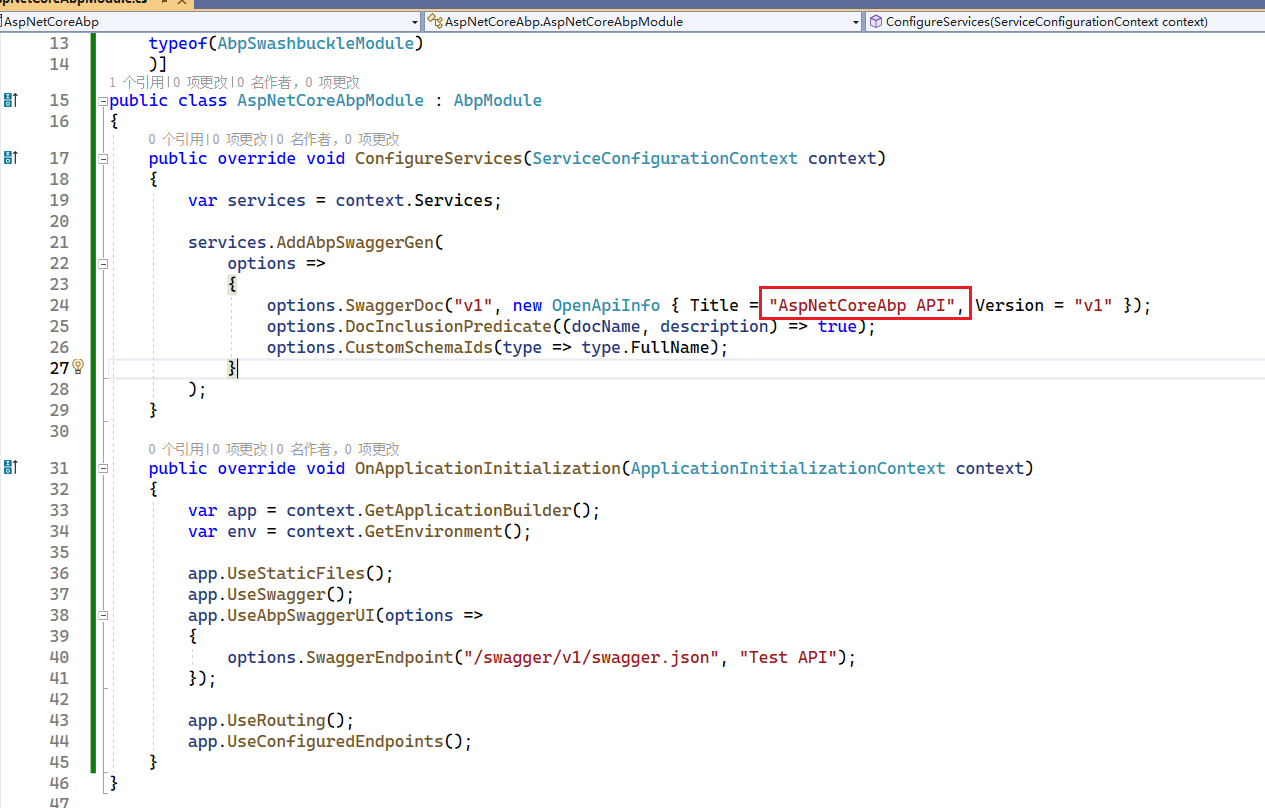 AspNetCoreAbpModule.cs
AspNetCoreAbp
AspNetCoreAbp.AspNetCoreAbpModule
ConfigureServices(ServiceConfigurationContext context)
13 typeof(AbpSwashbuckleModule)
14 )]
1 个引用|0 项更改|0 名作者，0 项更改
15 public class AspNetCoreAbpModule : AbpModule
16 {
0 个引用|0 项更改|0 名作者，0 项更改
17 public override void ConfigureServices(ServiceConfigurationContext context)
18 {
19 var services = context.Services;
20
21 services.AddAbpSwaggerGen(
22 options =>
23 {
24 options.SwaggerDoc("v1", new OpenApiInfo { Title = "AspNetCoreAbp API", Version = "v1" });
25 options.DocInclusionPredicate((docName, description) => true);
26 options.CustomSchemaIds(type => type.FullName);
27 }
28 );
29 }
30
0 个引用|0 项更改|0 名作者，0 项更改
31 public override void OnApplicationInitialization(ApplicationInitializationContext context)
32 {
33 var app = context.GetApplicationBuilder();
34 var env = context.GetEnvironment();
35
36 app.UseStaticFiles();
37 app.UseSwagger();
38 app.UseAbpSwaggerUI(options =>
39 {
40 options.SwaggerEndpoint("/swagger/v1/swagger.json", "Test API");
41 });
42
43 app.UseRouting();
44 app.UseConfiguredEndpoints();
45 }
46 }
47